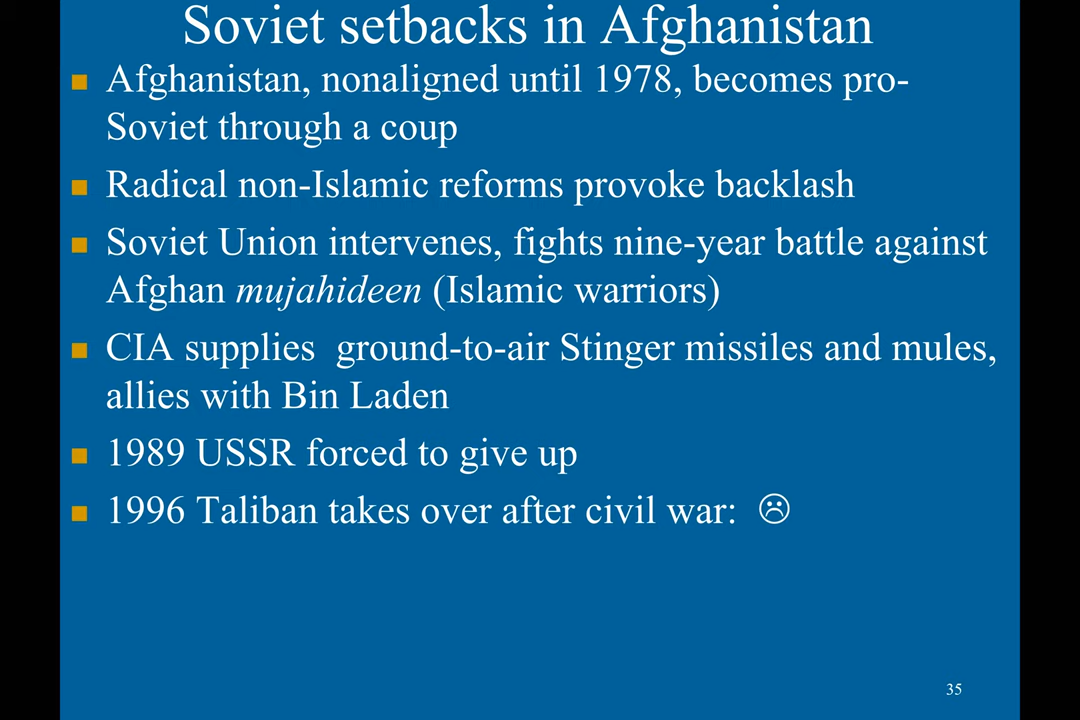 Soviet setbacks in Afghanistan
■ Afghanistan, nonaligned until 1978, becomes pro-
Soviet through a coup
■ Radical non-Islamic reforms provoke backlash
■ Soviet Union intervenes, fights nine-year battle against
Afghan mujahideen (Islamic warriors)
■ CIA supplies  ground-to-air Stinger missiles and mules,
allies with Bin Laden
■ 1989 USSR forced to give up
■ 1996 Taliban takes over after civil war:  ☹
35